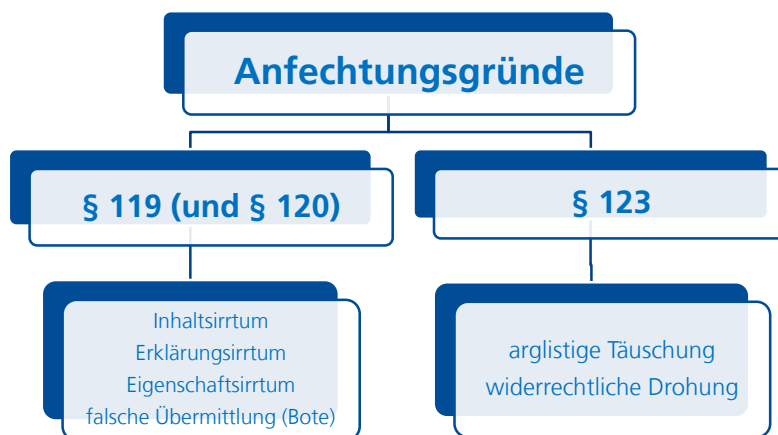 Anfechtungsgründe
§ 119 (und § 120)
§ 123
Inhaltsirrtum
Erklärungsirrtum
Eigenschaftsirrtum
falsche Übermittlung (Bote)
arglistige Täuschung
widerrechtliche Drohung